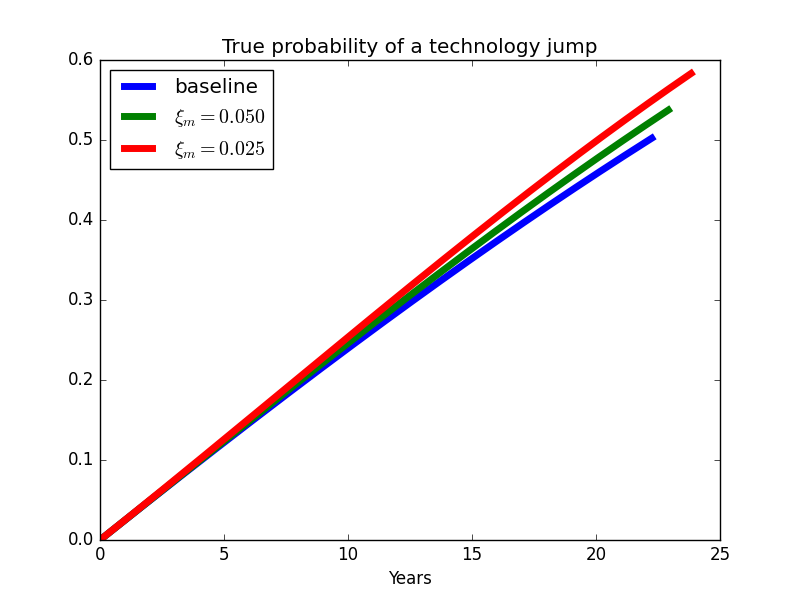 True probability of a technology jump
0.6
0.5
0.4
0.3
0.2
0.1
0.0
baseline
ξ_m = 0.050
ξ_m = 0.025
0 5 10 15 20 25
Years